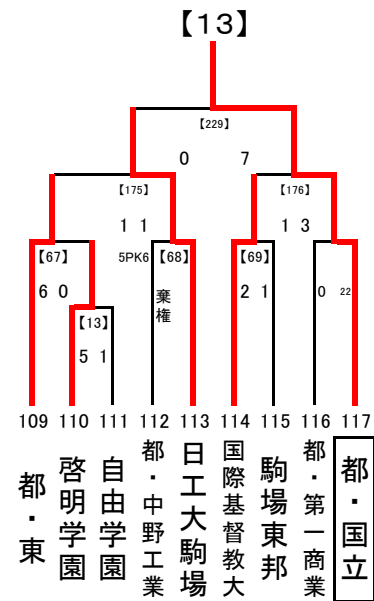 【13】
【229】
0 7
【175】 【176】
1 1 1 3
【67】 5PK6 【68】 【69】
6 0 棄権 2 1 0 22
【13】
5 1
109 110 111 112 113 114 115 116 117
都・東
啓明学園
自由学園
都・中野工業
日工大駒場
国際基督教大
駒場東邦
都・第一商業
都・国立